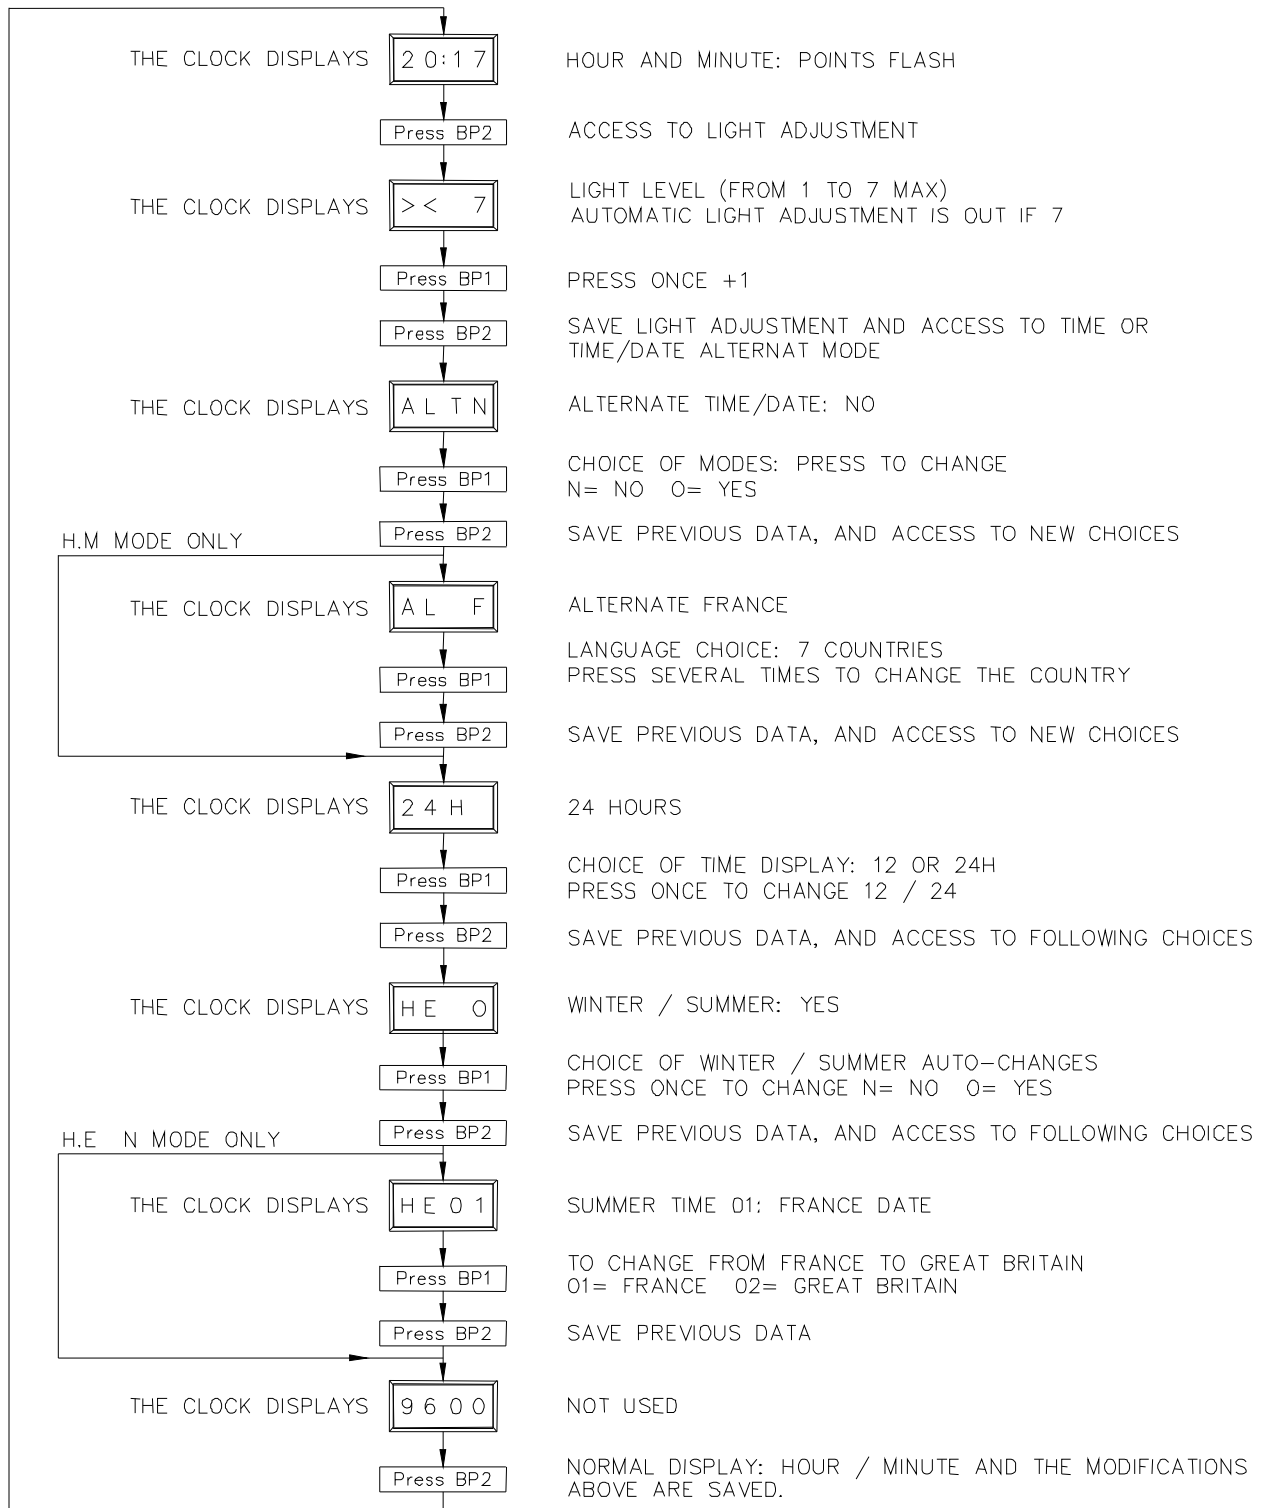 THE CLOCK DISPLAYS 20:17 HOUR AND MINUTE: POINTS FLASH
Press BP2 ACCESS TO LIGHT ADJUSTMENT
LIGHT LEVEL (FROM 1 TO 7 MAX)
THE CLOCK DISPLAYS >< 7 AUTOMATIC LIGHT ADJUSTMENT IS OUT IF 7
Press BP1 PRESS ONCE +1
Press BP2 SAVE LIGHT ADJUSTMENT AND ACCESS TO TIME OR
TIME/DATE ALTERNAT MODE
THE CLOCK DISPLAYS ALTN ALTERNATE TIME/DATE: NO
CHOICE OF MODES: PRESS TO CHANGE
Press BP1 N= NO O= YES
Press BP2 SAVE PREVIOUS DATA, AND ACCESS TO NEW CHOICES
H.M MODE ONLY
THE CLOCK DISPLAYS AL F ALTERNATE FRANCE
LANGUAGE CHOICE: 7 COUNTRIES
Press BP1 PRESS SEVERAL TIMES TO CHANGE THE COUNTRY
Press BP2 SAVE PREVIOUS DATA, AND ACCESS TO NEW CHOICES
THE CLOCK DISPLAYS 24H 24 HOURS
CHOICE OF TIME DISPLAY: 12 OR 24H
Press BP1 PRESS ONCE TO CHANGE 12 / 24
Press BP2 SAVE PREVIOUS DATA, AND ACCESS TO FOLLOWING CHOICES
THE CLOCK DISPLAYS HE O WINTER / SUMMER: YES
CHOICE OF WINTER / SUMMER AUTO-CHANGES
Press BP1 PRESS ONCE TO CHANGE N= NO O= YES
Press BP2 SAVE PREVIOUS DATA, AND ACCESS TO FOLLOWING CHOICES
H.E N MODE ONLY
THE CLOCK DISPLAYS HE01 SUMMER TIME 01: FRANCE DATE
TO CHANGE FROM FRANCE TO GREAT BRITAIN
Press BP1 01= FRANCE 02= GREAT BRITAIN
Press BP2 SAVE PREVIOUS DATA
THE CLOCK DISPLAYS 9600 NOT USED
Press BP2 NORMAL DISPLAY: HOUR / MINUTE AND THE MODIFICATIONS
ABOVE ARE SAVED.